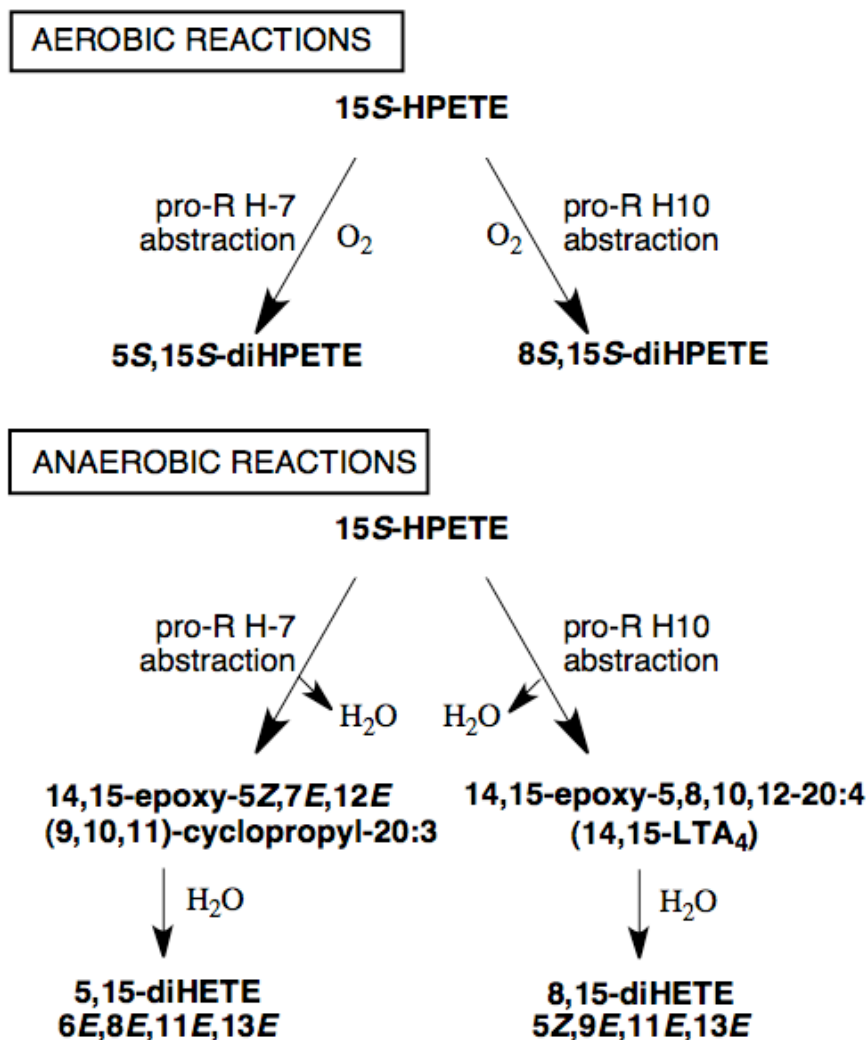 AEROBIC REACTIONS
15S-HPETE
pro-R H-7
abstraction
O₂
O₂
pro-R H10
abstraction
5S,15S-diHPETE
8S,15S-diHPETE
ANAEROBIC REACTIONS
15S-HPETE
pro-R H-7
abstraction
H₂O
H₂O
pro-R H10
abstraction
14,15-epoxy-5Z,7E,12E
(9,10,11)-cyclopropyl-20:3
14,15-epoxy-5,8,10,12-20:4
(14,15-LTA₄)
H₂O
H₂O
5,15-diHETE
6E,8E,11E,13E
8,15-diHETE
5Z,9E,11E,13E